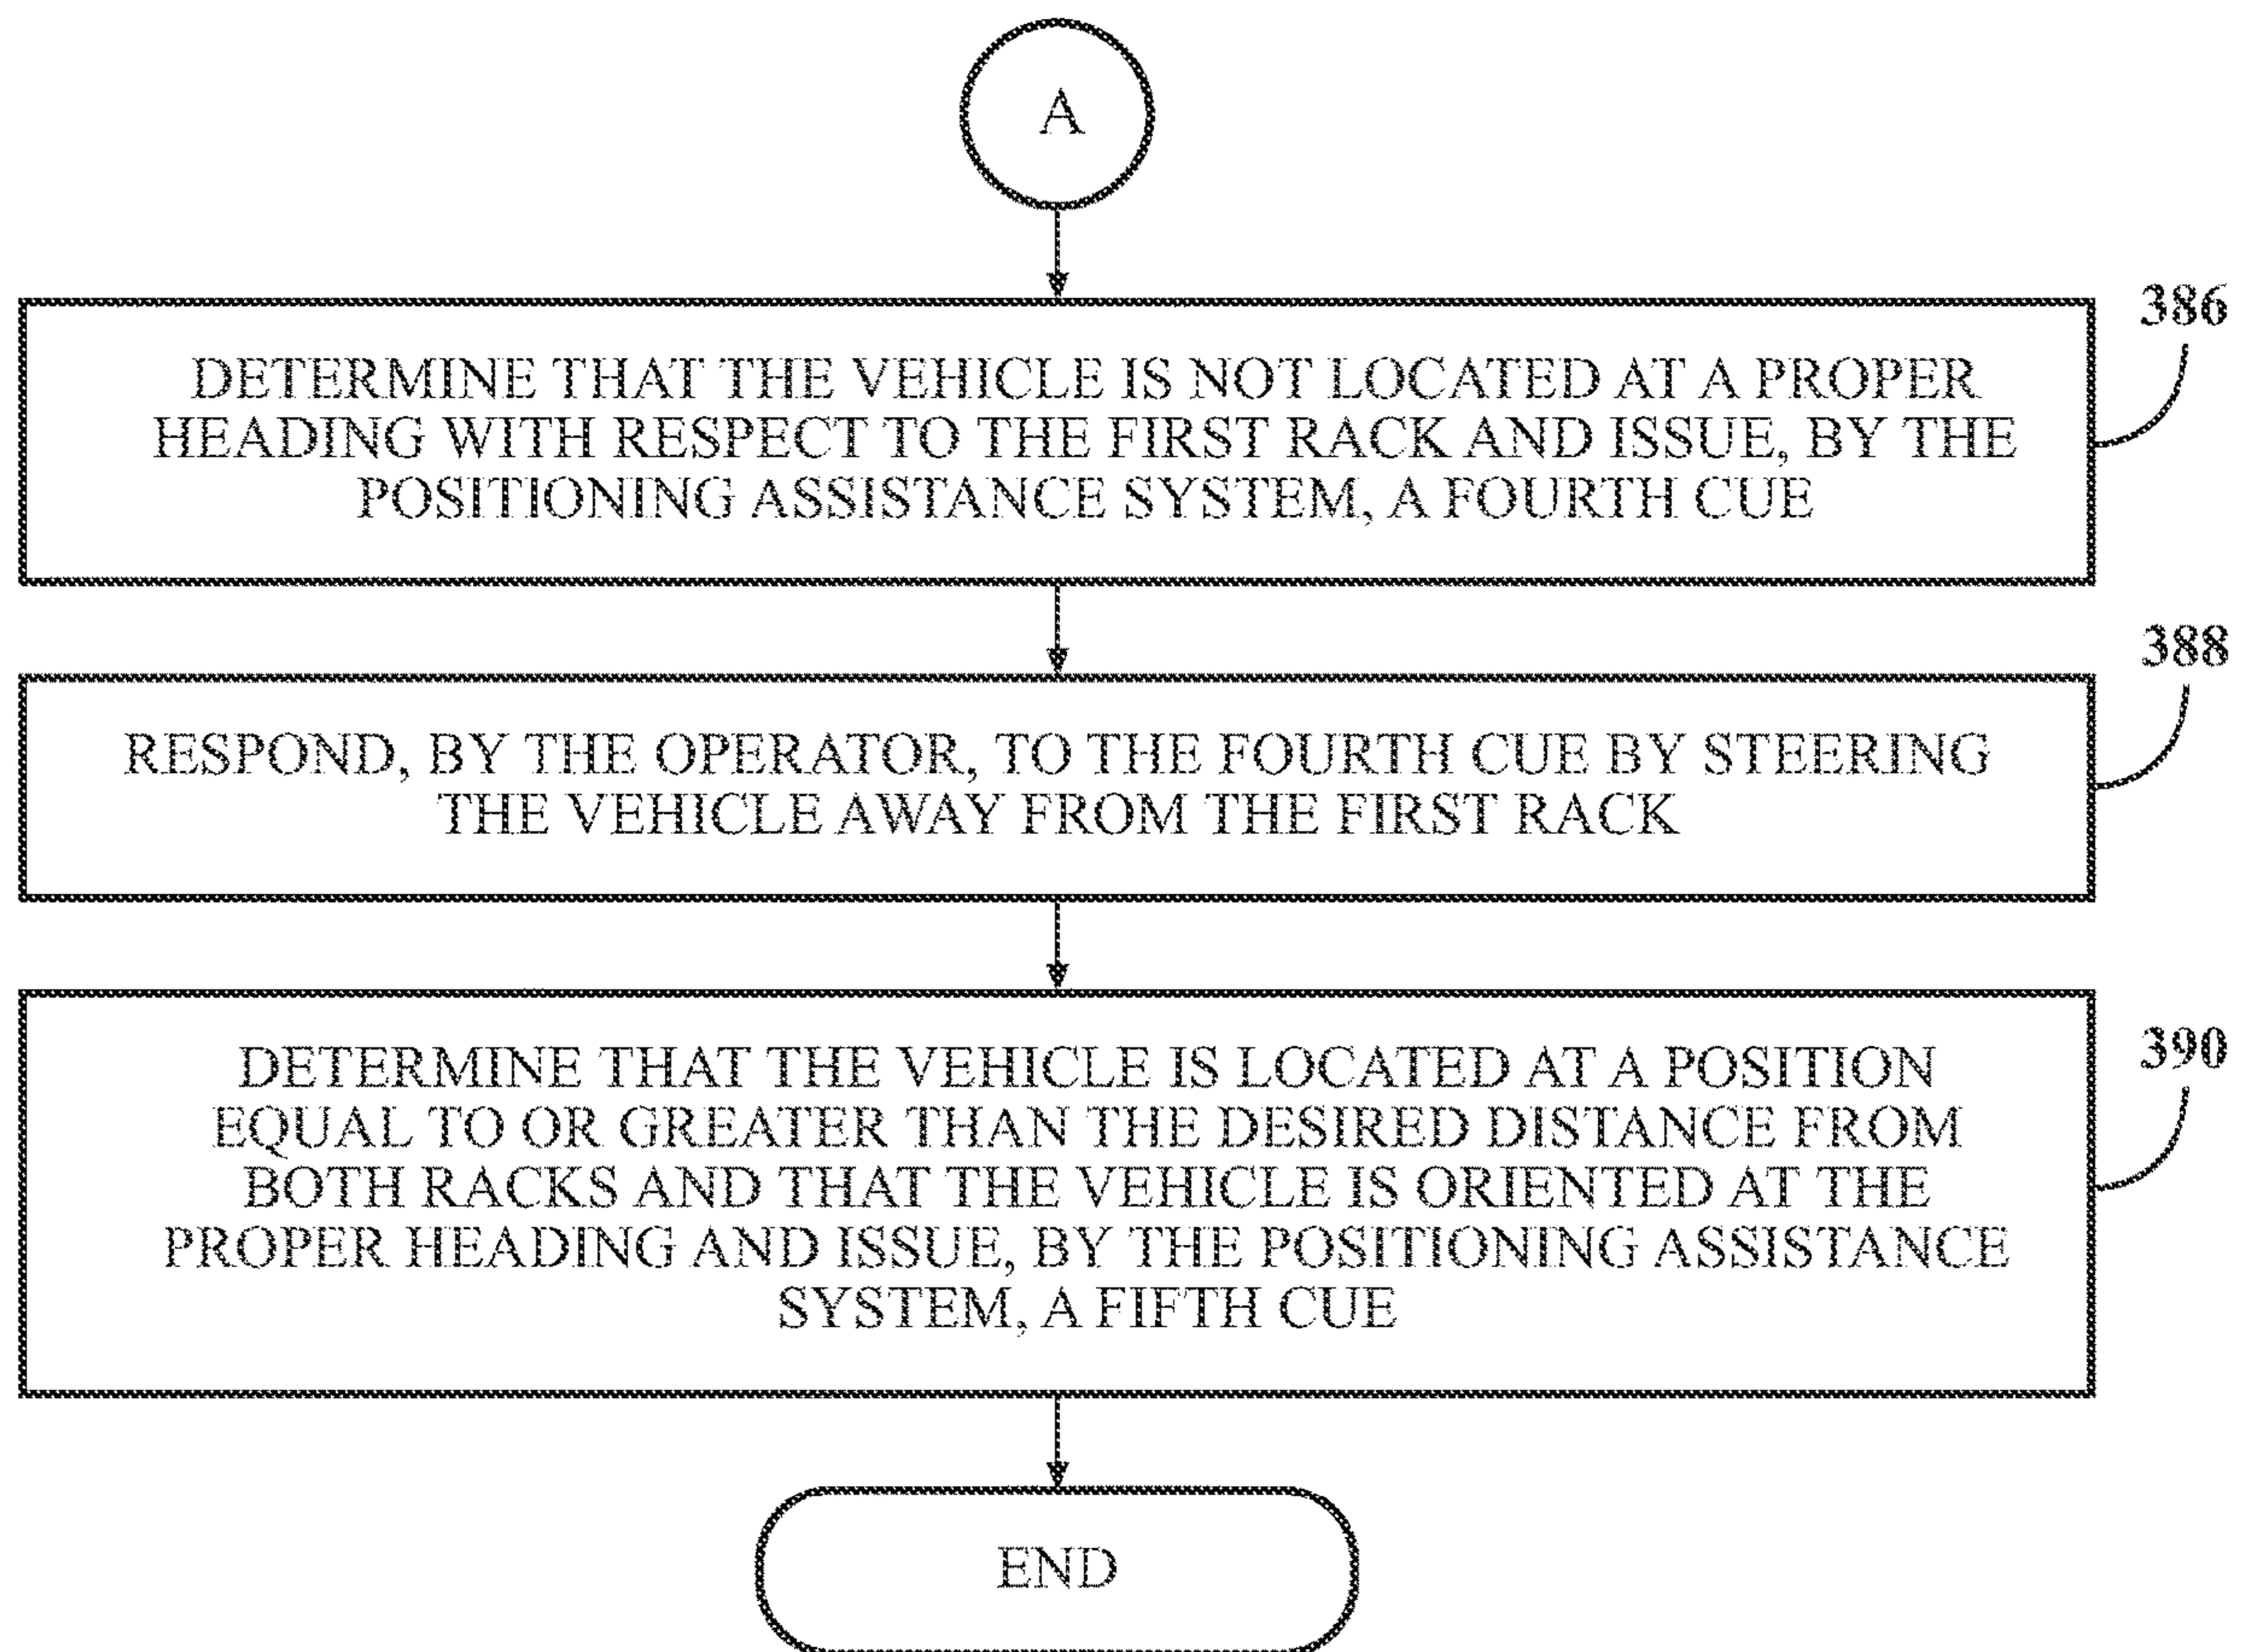 A
386
DETERMINE THAT THE VEHICLE IS NOT LOCATED AT A PROPER
HEADING WITH RESPECT TO THE FIRST RACK AND ISSUE, BY THE
POSITIONING ASSISTANCE SYSTEM, A FOURTH CUE
388
RESPOND, BY THE OPERATOR, TO THE FOURTH CUE BY STEERING
THE VEHICLE AWAY FROM THE FIRST RACK
390
DETERMINE THAT THE VEHICLE IS LOCATED AT A POSITION
EQUAL TO OR GREATER THAN THE DESIRED DISTANCE FROM
BOTH RACKS AND THAT THE VEHICLE IS ORIENTED AT THE
PROPER HEADING AND ISSUE, BY THE POSITIONING ASSISTANCE
SYSTEM, A FIFTH CUE
END